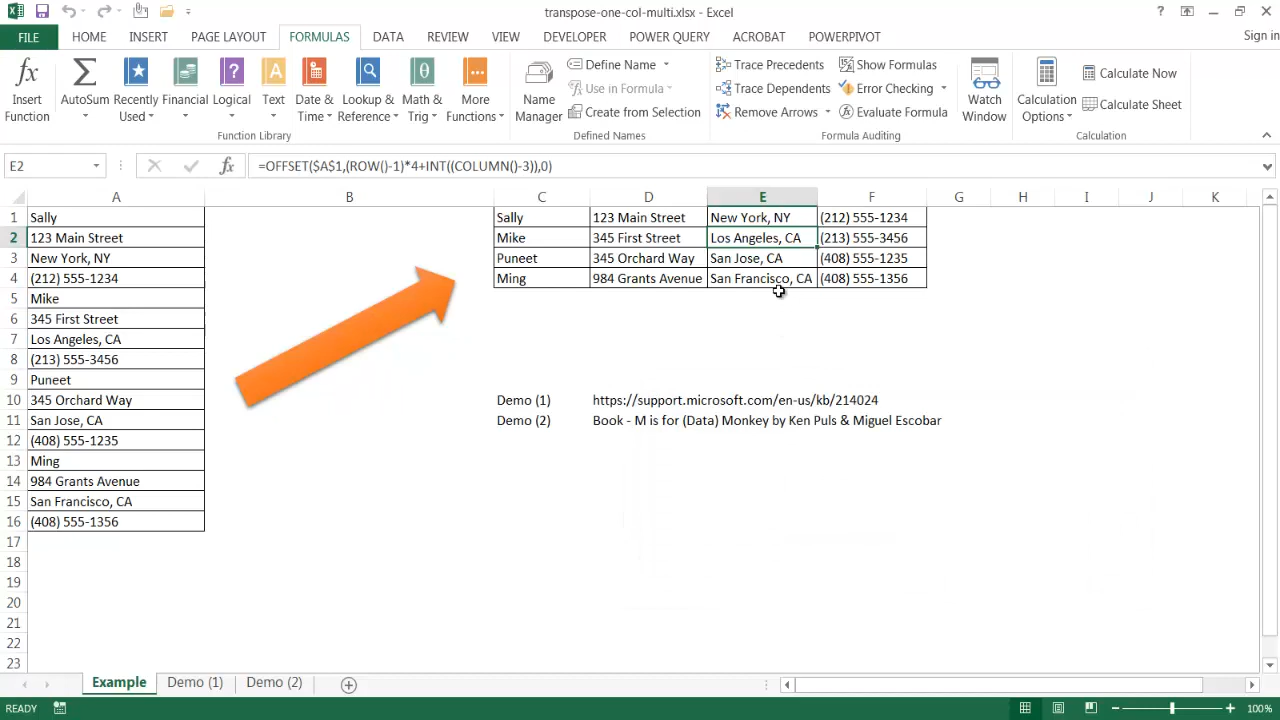 transpose-one-col-multi.xlsx - Excel
?
Sign in
FILE HOME INSERT PAGE LAYOUT FORMULAS DATA REVIEW VIEW DEVELOPER POWER QUERY ACROBAT POWERPIVOT
Insert Function
AutoSum
Recently Used
Financial
Logical
Text
Date & Time
Lookup & Reference
Math & Trig
More Functions
Function Library
Name Manager
Define Name
Use in Formula
Create from Selection
Defined Names
Trace Precedents
Trace Dependents
Remove Arrows
Show Formulas
Error Checking
Evaluate Formula
Formula Auditing
Watch Window
Calculation Options
Calculate Now
Calculate Sheet
Calculation
E2 fx =OFFSET($A$1,(ROW()-1)*4+INT((COLUMN()-3)),0)
A B C D E F G H I J K
1 Sally Sally 123 Main Street New York, NY (212) 555-1234
2 123 Main Street Mike 345 First Street Los Angeles, CA (213) 555-3456
3 New York, NY Puneet 345 Orchard Way San Jose, CA (408) 555-1235
4 (212) 555-1234 Ming 984 Grants Avenue San Francisco, CA (408) 555-1356
5 Mike
6 345 First Street
7 Los Angeles, CA
8 (213) 555-3456
9 Puneet
10 345 Orchard Way Demo (1) https://support.microsoft.com/en-us/kb/214024
11 San Jose, CA Demo (2) Book - M is for (Data) Monkey by Ken Puls & Miguel Escobar
12 (408) 555-1235
13 Ming
14 984 Grants Avenue
15 San Francisco, CA
16 (408) 555-1356
17
18
19
20
21
22
23
Example Demo (1) Demo (2)
READY 100%